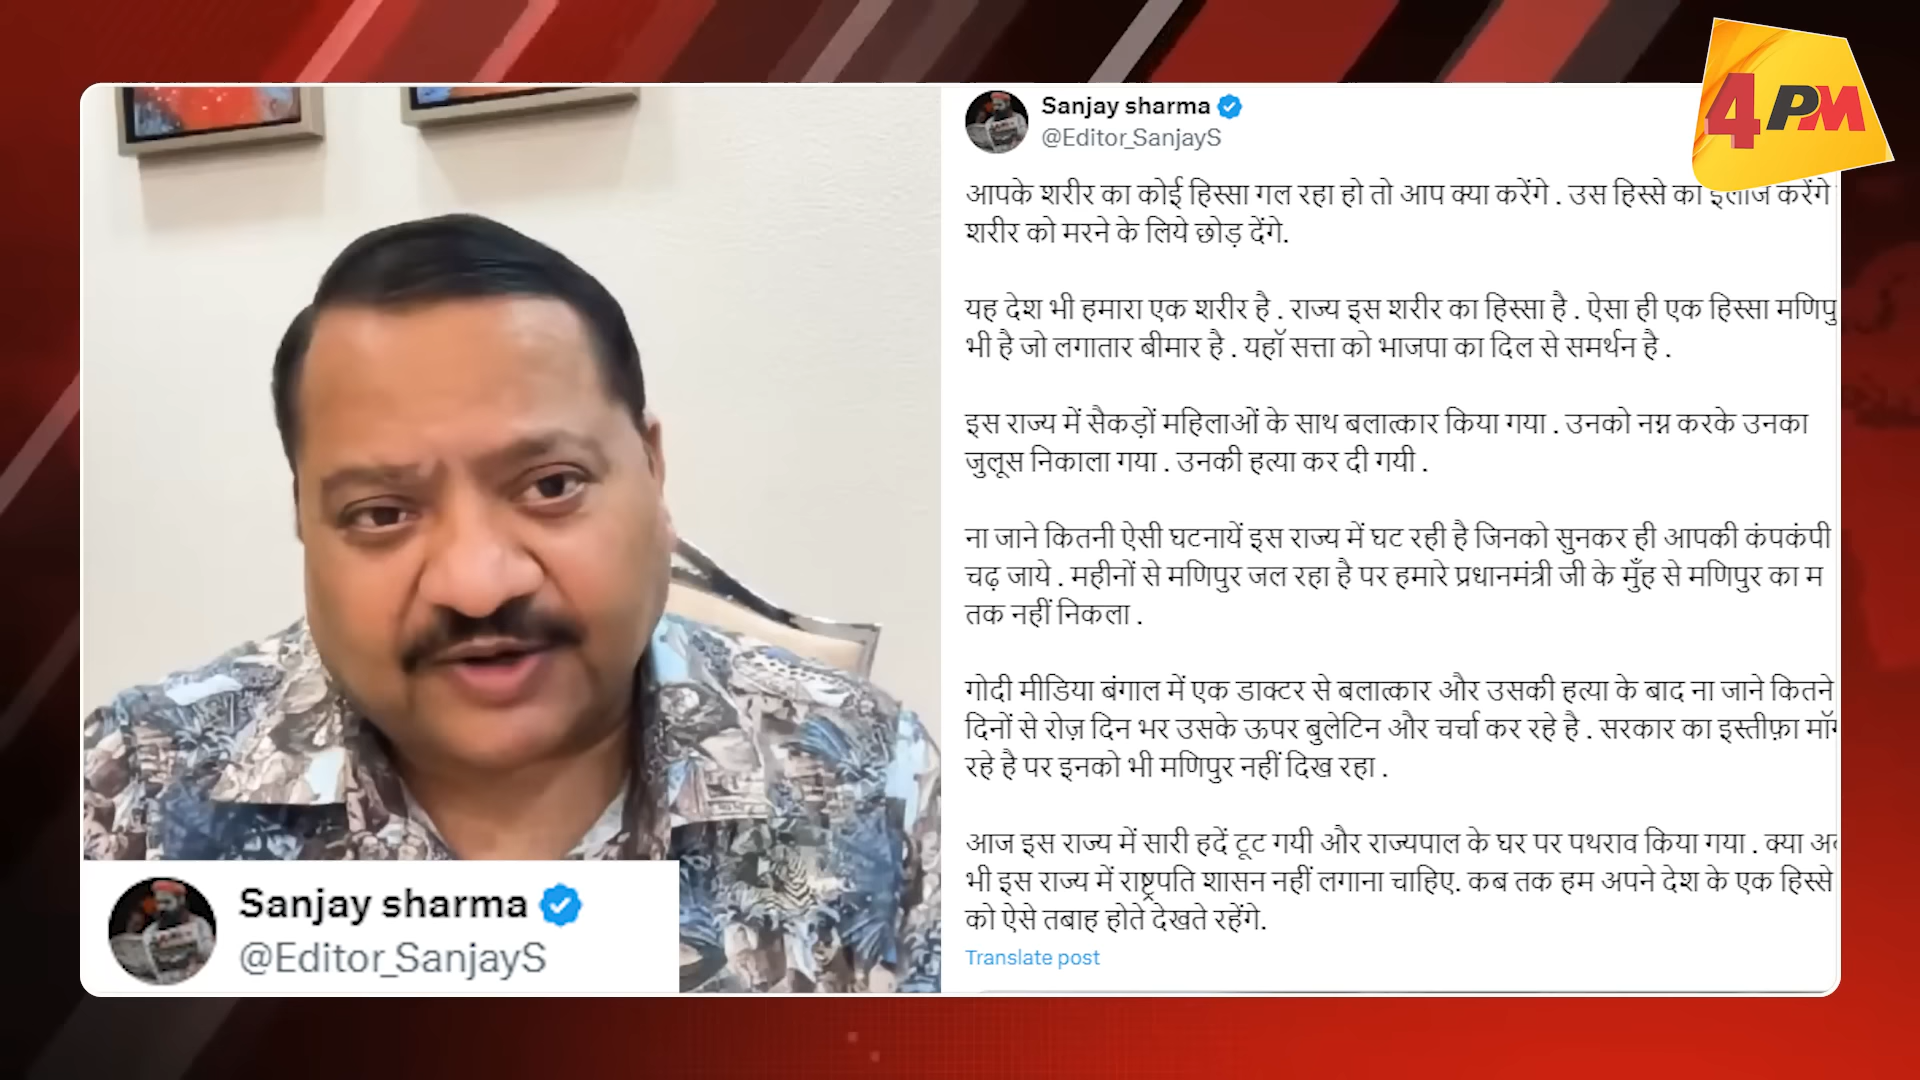 4PM
Sanjay sharma
@Editor_SanjayS
आपके शरीर का कोई हिस्सा गल रहा हो तो आप क्या करेंगे . उस हिस्से का इलाज करेंगे
शरीर को मरने के लिये छोड़ देंगे.
यह देश भी हमारा एक शरीर है . राज्य इस शरीर का हिस्सा है . ऐसा ही एक हिस्सा मणिपु
भी है जो लगातार बीमार है . यहॉ सत्ता को भाजपा का दिल से समर्थन है .
इस राज्य में सैकड़ों महिलाओं के साथ बलात्कार किया गया . उनको नग्न करके उनका
जुलूस निकाला गया . उनकी हत्या कर दी गयी .
ना जाने कितनी ऐसी घटनायें इस राज्य में घट रही है जिनको सुनकर ही आपकी कंपकंपी
चढ़ जाये . महीनों से मणिपुर जल रहा है पर हमारे प्रधानमंत्री जी के मुँह से मणिपुर का म
तक नहीं निकला .
गोदी मीडिया बंगाल में एक डाक्टर से बलात्कार और उसकी हत्या के बाद ना जाने कितने
दिनों से रोज़ दिन भर उसके ऊपर बुलेटिन और चर्चा कर रहे है . सरकार का इस्तीफ़ा
रहे है पर इनको भी मणिपुर नहीं दिख रहा .
आज इस राज्य में सारी हदें टूट गयी और राज्यपाल के घर पर पथराव किया गया . क्या
भी इस राज्य में राष्ट्रपति शासन नहीं लगाना चाहिए. कब तक हम अपने देश के एक हिस्से
को ऐसे तबाह होते देखते रहेंगे.
Translate post
Sanjay sharma
@Editor_SanjayS